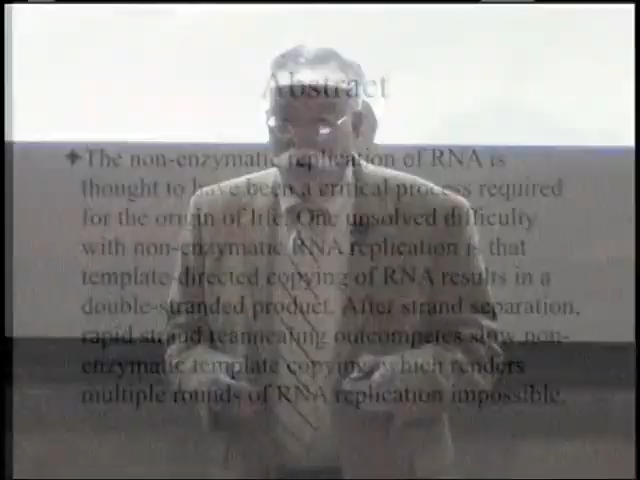 Abstract
✦The non-enzymatic replication of RNA is
thought to have been a critical process required
for the origin of life. One unsolved difficulty
with non-enzymatic RNA replication is that
template-directed copying of RNA results in a
double-stranded product. After strand separation,
rapid strand reannealing outcompetes slow non-
enzymatic template copying, which renders
multiple rounds of RNA replication impossible.